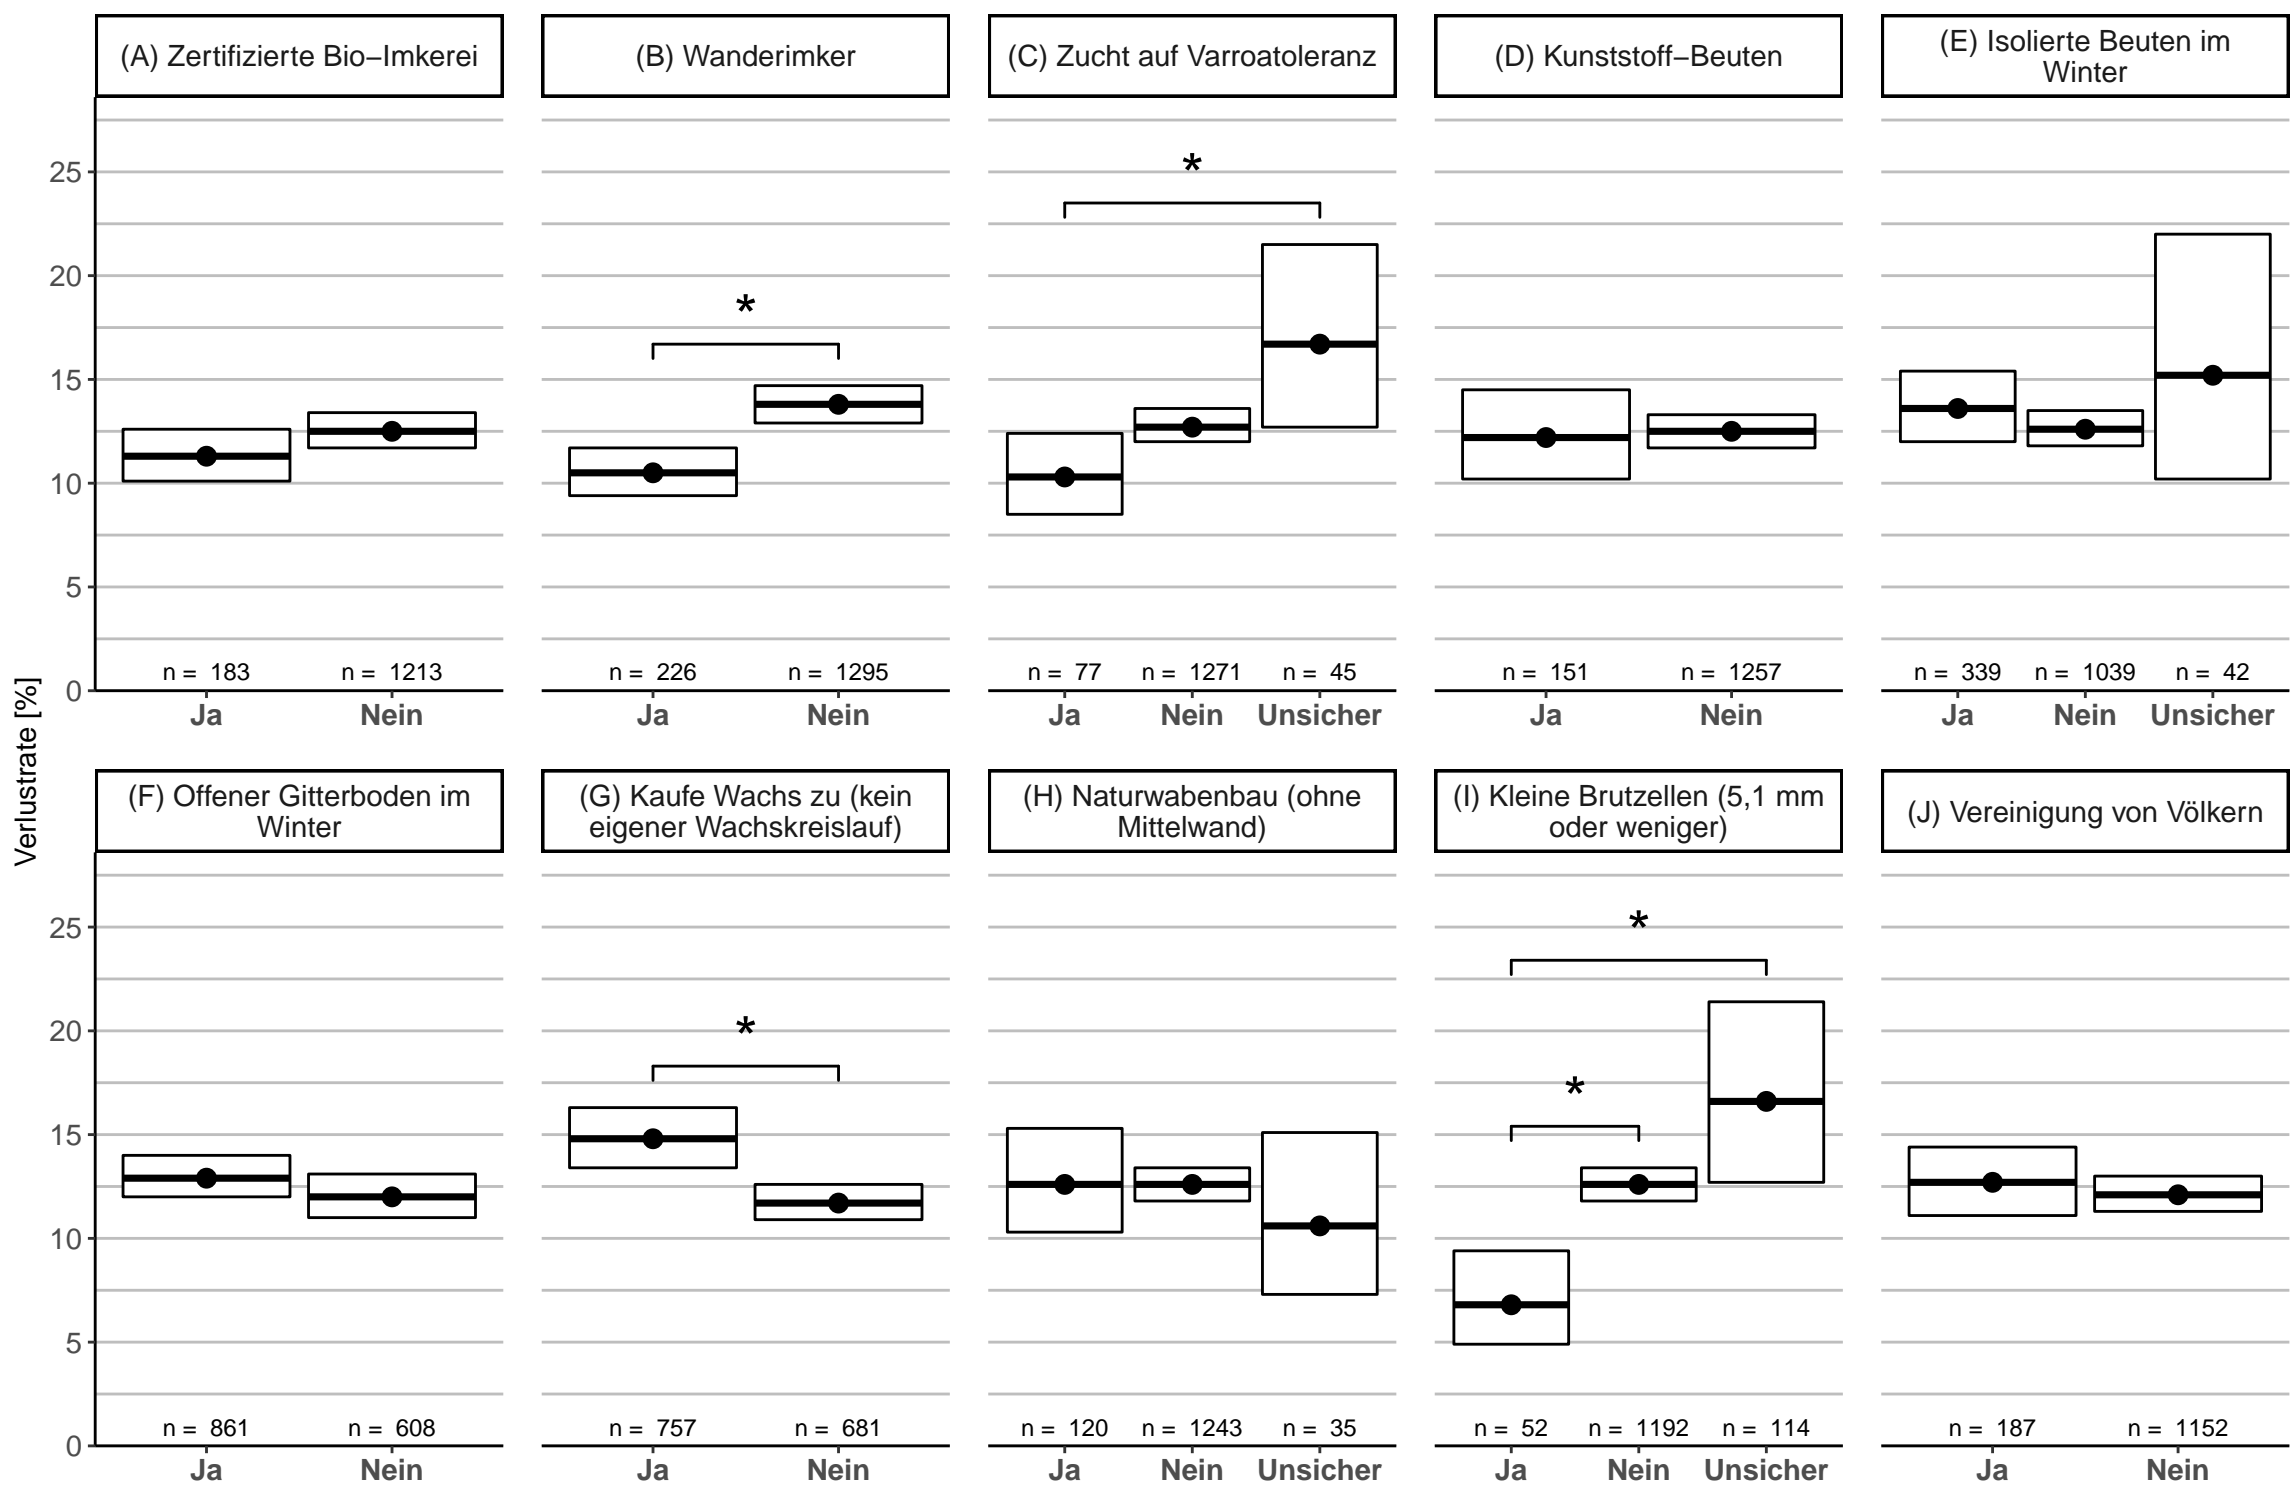 (A) Zertifizierte Bio−Imkerei
(B) Wanderimker
(C) Zucht auf Varroatoleranz
(D) Kunststoff−Beuten
(E) Isolierte Beuten im
Winter
25
20
15
10
5
0
*
*
n = 183
n = 1213
n = 226
n = 1295
n = 77
n = 1271
n = 45
n = 151
n = 1257
n = 339
n = 1039
n = 42
Ja
Nein
Ja
Nein
Ja
Nein
Unsicher
Ja
Nein
Ja
Nein
Unsicher
Verlustrate [%]
(F) Offener Gitterboden im
Winter
(G) Kaufe Wachs zu (kein
eigener Wachskreislauf)
(H) Naturwabenbau (ohne
Mittelwand)
(I) Kleine Brutzellen (5,1 mm
oder weniger)
(J) Vereinigung von Völkern
25
20
15
10
5
0
*
*
*
n = 861
n = 608
n = 757
n = 681
n = 120
n = 1243
n = 35
n = 52
n = 1192
n = 114
n = 187
n = 1152
Ja
Nein
Ja
Nein
Ja
Nein
Unsicher
Ja
Nein
Unsicher
Ja
Nein